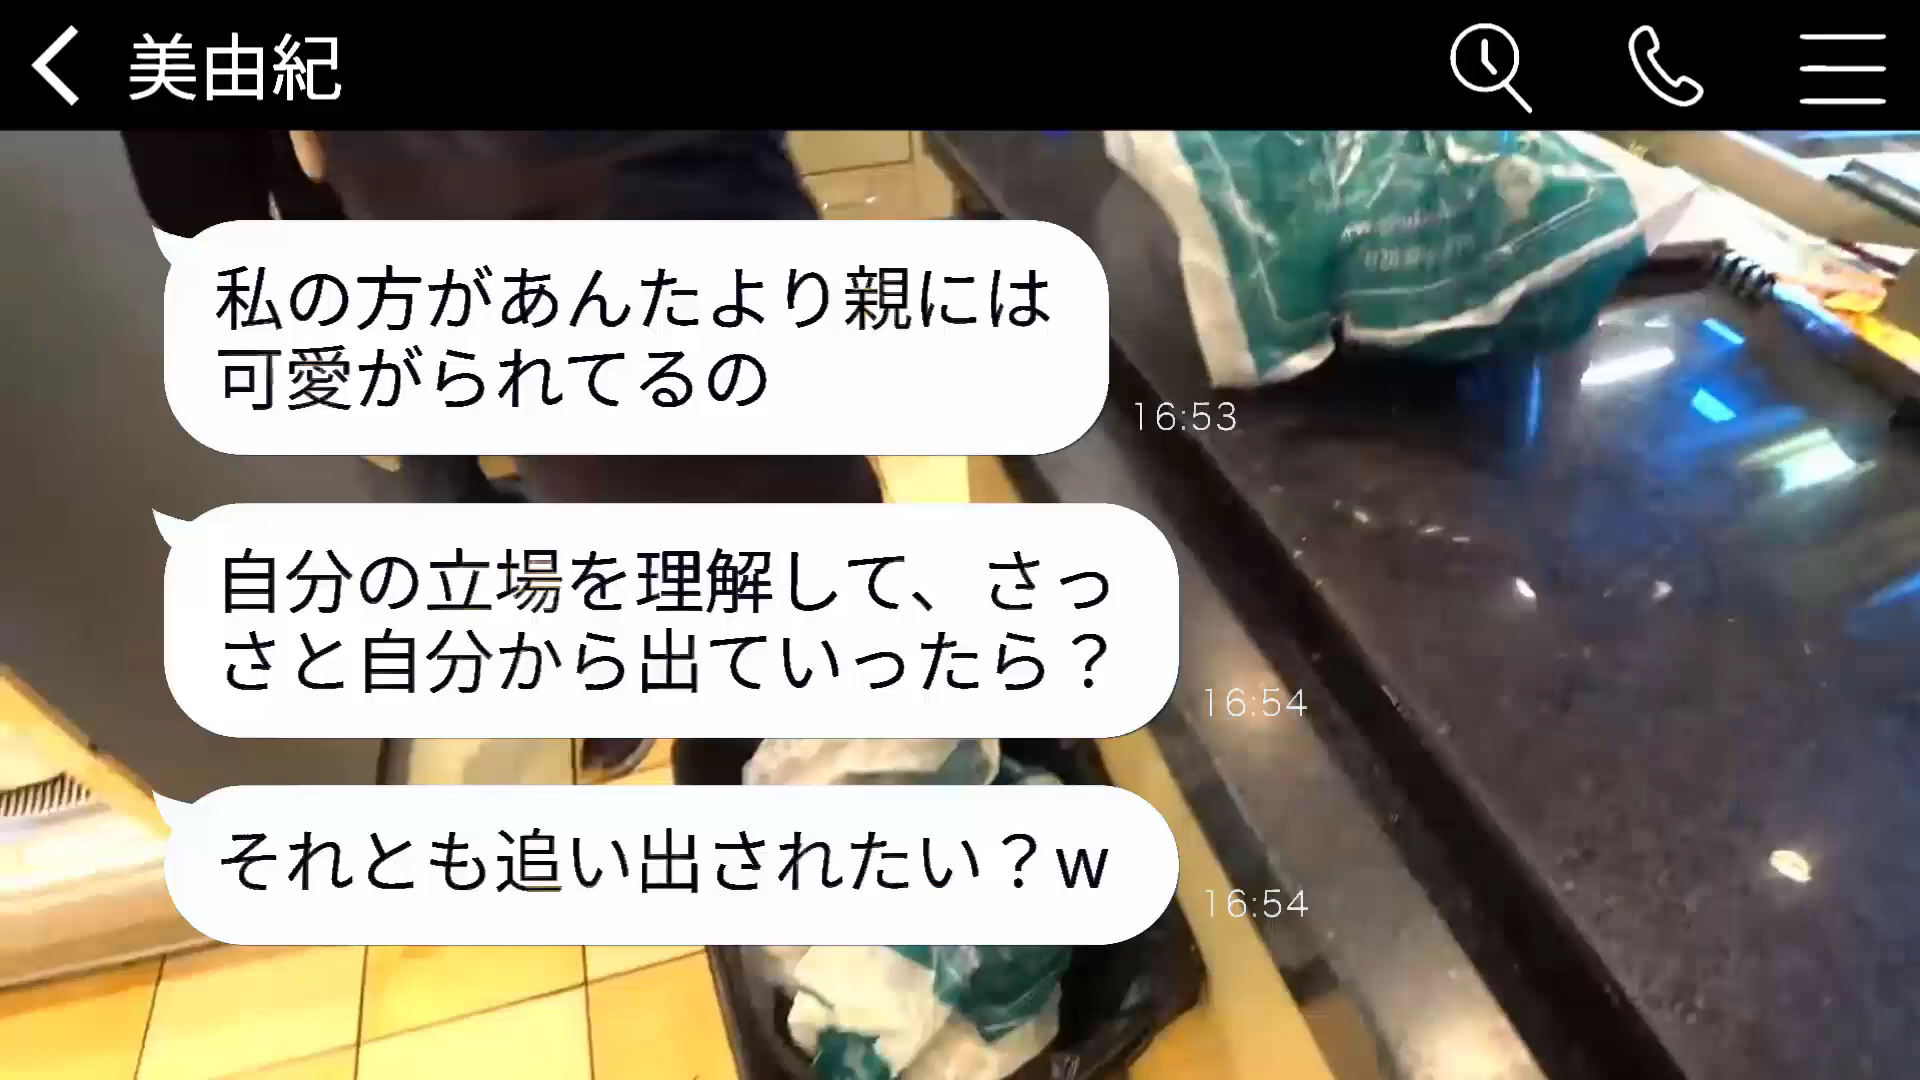 美由紀
私の方があんたより親には
可愛がられてるの
16:53
自分の立場を理解して、さっ
さと自分から出ていったら？
16:54
それとも追い出されたい？w
16:54